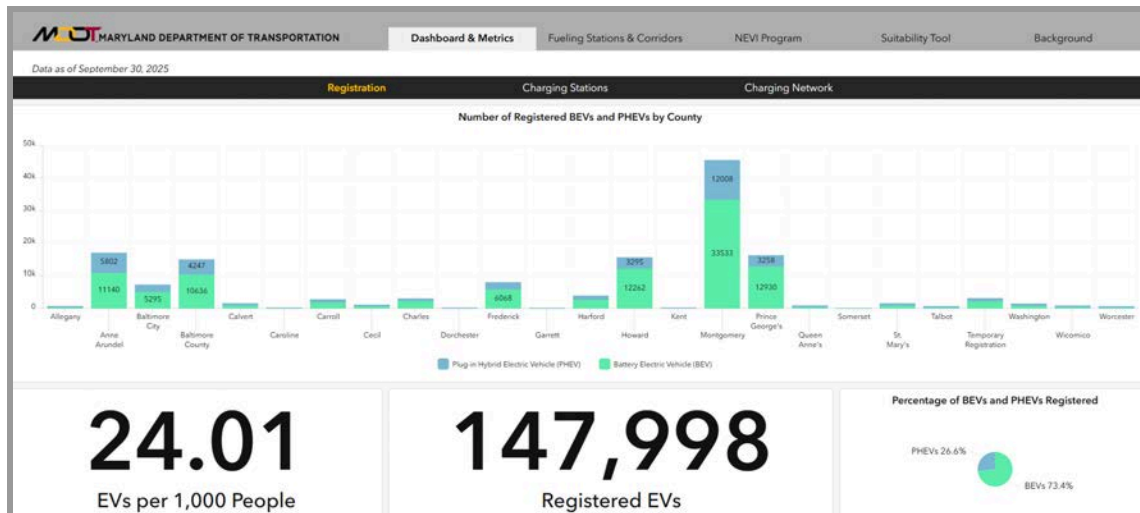 MDOT MARYLAND DEPARTMENT OF TRANSPORTATION
Dashboard & Metrics
Fueling Stations & Corridors
NEVI Program
Suitability Tool
Background
Data as of September 30, 2025
Registration
Charging Stations
Charging Network
Number of Registered BEVs and PHEVs by County
50k
40k
30k
20k
10k
0
5802
11140
5295
4247
10636
6068
3295
12262
12008
33533
3258
12930
Allegany
Anne
Arundel
Baltimore
City
Baltimore
County
Calvert
Caroline
Carroll
Cecil
Charles
Dorchester
Frederick
Garrett
Harford
Howard
Kent
Montgomery
Prince
George's
Queen
Anne's
Somerset
St.
Mary's
Talbot
Temporary
Registration
Washington
Wicomico
Worcester
Plug in Hybrid Electric Vehicle (PHEV)
Battery Electric Vehicle (BEV)
24.01
EVs per 1,000 People
147,998
Registered EVs
Percentage of BEVs and PHEVs Registered
PHEVs 26.6%
BEVs 73.4%